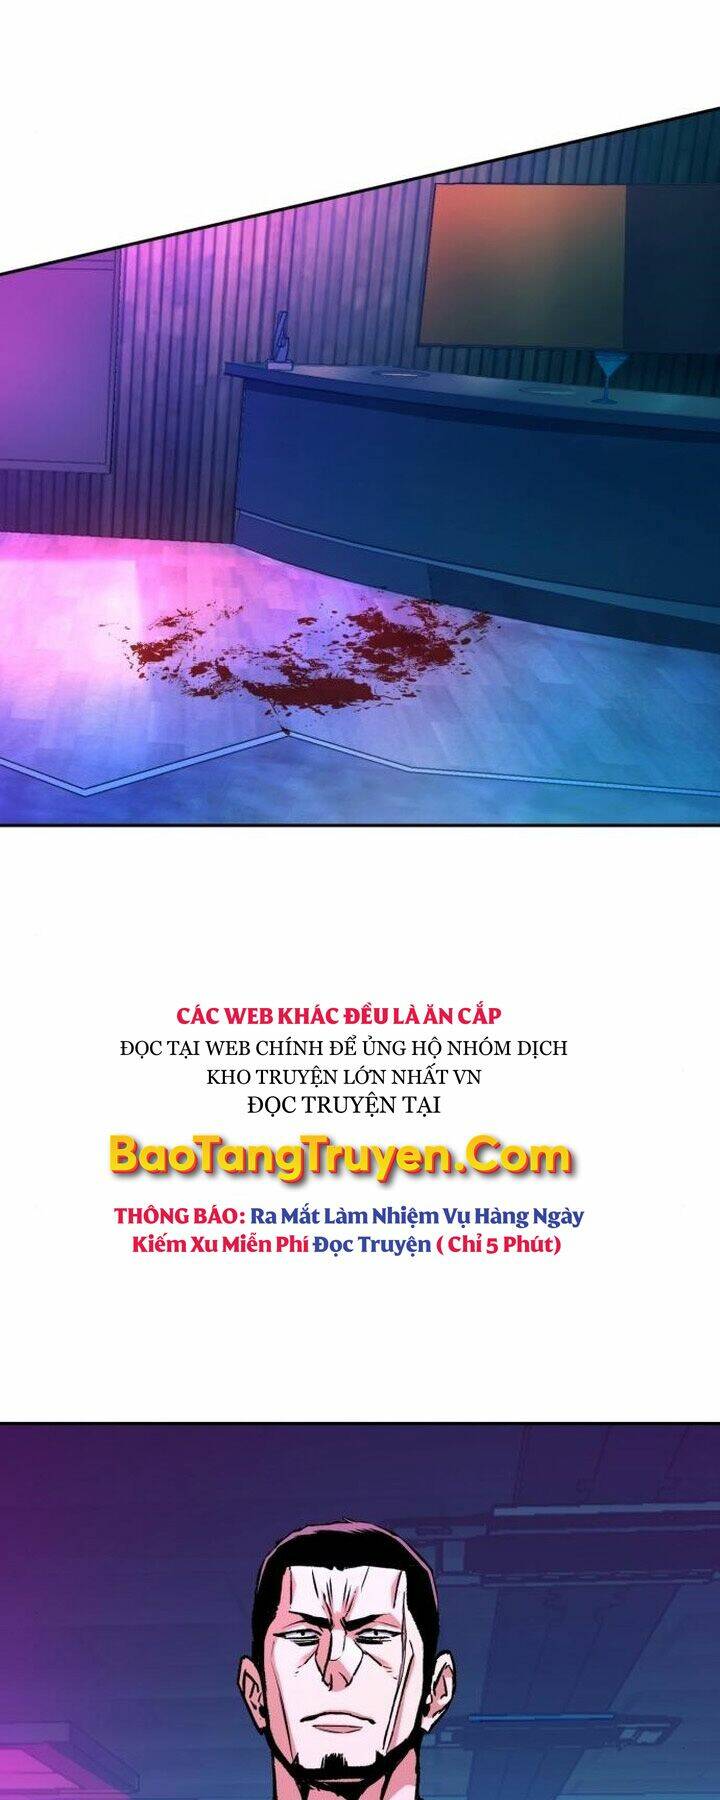 CÁC WEB KHÁC ĐỀU LÀ ĂN CẮP
ĐỌC TẠI WEB CHÍNH ĐỂ ỦNG HỘ NHÓM DỊCH
KHO TRUYỆN LỚN NHẤT VN
ĐỌC TRUYỆN TẠI
BaoTangTruyen.Com
THÔNG BÁO: Ra Mắt Làm Nhiệm Vụ Hàng Ngày
Kiếm Xu Miễn Phí Đọc Truyện ( Chỉ 5 Phút)